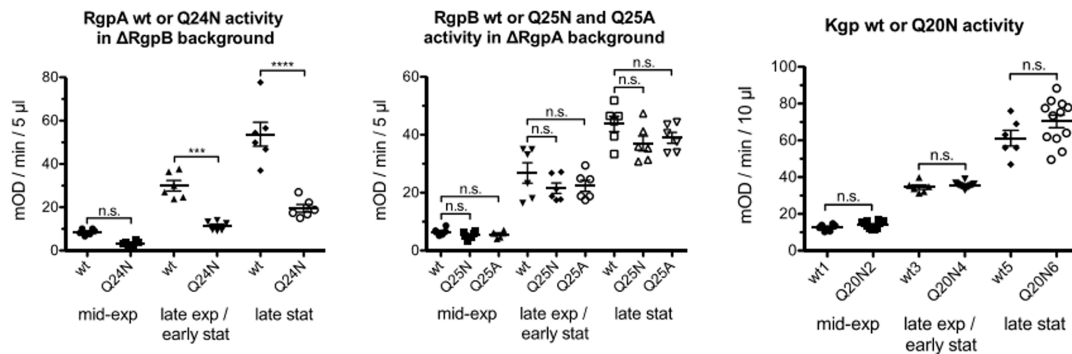 RgpA wt or Q24N activity
in ΔRgpB background
mOD / min / 5 µl
80
60
40
20
0
n.s.
***
****
wt
Q24N
wt
Q24N
wt
Q24N
mid-exp
late exp /
early stat
late stat
RgpB wt or Q25N and Q25A
activity in ΔRgpA background
mOD / min / 5 µl
60
40
20
0
n.s.
n.s.
n.s.
n.s.
n.s.
n.s.
wt
Q25N
Q25A
wt
Q25N
Q25A
wt
Q25N
Q25A
mid-exp
late exp /
early stat
late stat
Kgp wt or Q20N activity
mOD / min / 10 µl
100
80
60
40
20
0
n.s.
n.s.
n.s.
wt1
Q20N2
wt3
Q20N4
wt5
Q20N6
mid-exp
late exp /
early stat
late stat